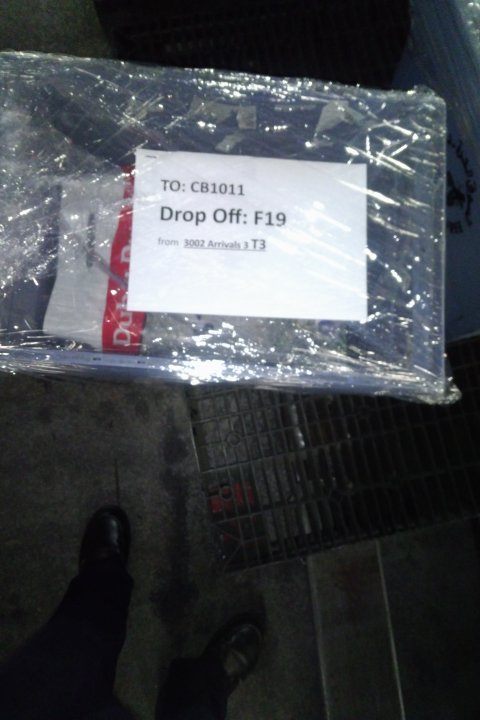 TO: CB1011
Drop Off: F19
from 3002 Arrivals 3 T3